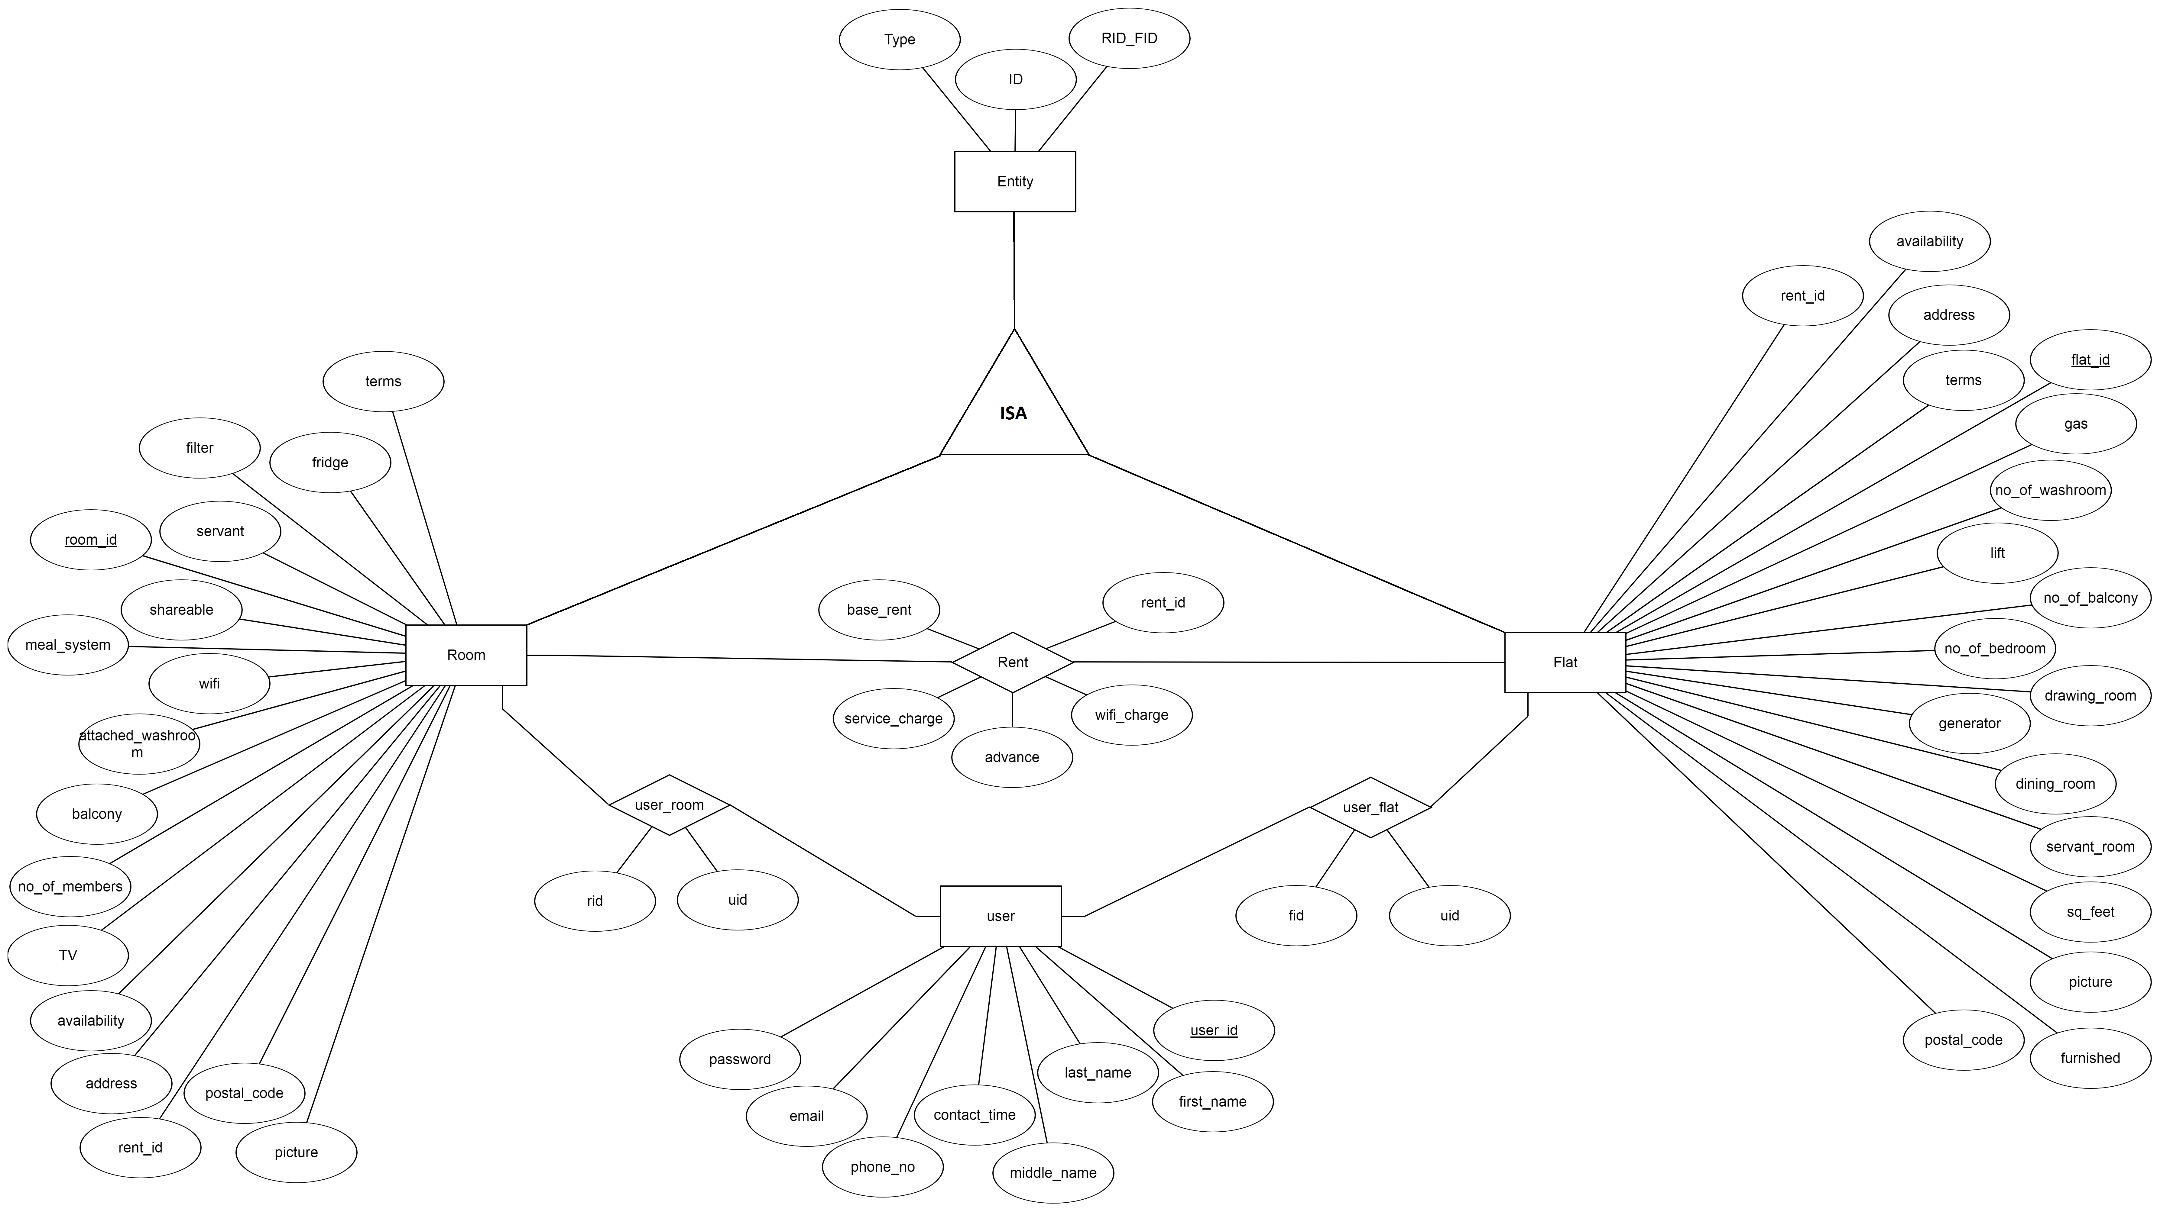 Type
ID
RID_FID
Entity
ISA
terms
filter
fridge
room_id
servant
shareable
meal_system
wifi
attached_washroo
m
balcony
no_of_members
TV
availability
address
rent_id
postal_code
picture
Room
base_rent
rent_id
Rent
service_charge
wifi_charge
advance
user_room
rid
uid
user_flat
fid
uid
user
password
email
phone_no
contact_time
middle_name
last_name
first_name
user_id
Flat
availability
rent_id
address
flat_id
terms
gas
no_of_washroom
lift
no_of_balcony
no_of_bedroom
drawing_room
generator
dining_room
servant_room
sq_feet
picture
postal_code
furnished